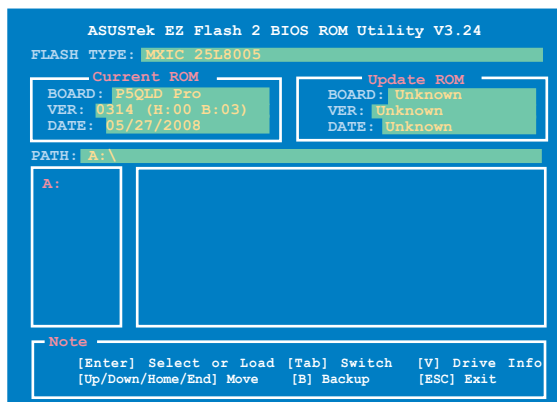 ASUSTek EZ Flash 2 BIOS ROM Utility V3.24
FLASH TYPE: MXIC 25L8005
Current ROM
BOARD: P5QLD Pro
VER: 0314 (H:00 B:03)
DATE: 05/27/2008
Update ROM
BOARD: Unknown
VER: Unknown
DATE: Unknown
PATH: A:\
A:
Note
[Enter] Select or Load [Tab] Switch [V] Drive Info
[Up/Down/Home/End] Move [B] Backup [ESC] Exit